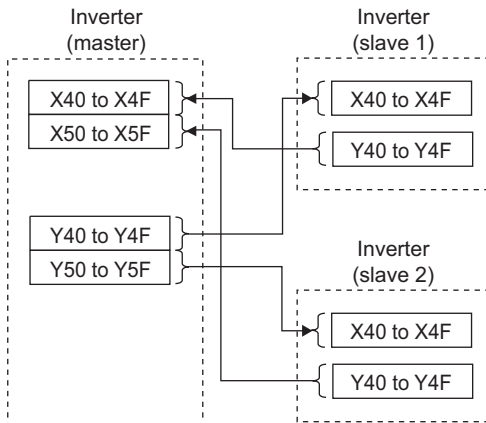 Inverter
(master)
X40 to X4F
X50 to X5F
Y40 to Y4F
Y50 to Y5F
Inverter
(slave 1)
X40 to X4F
Y40 to Y4F
Inverter
(slave 2)
X40 to X4F
Y40 to Y4F